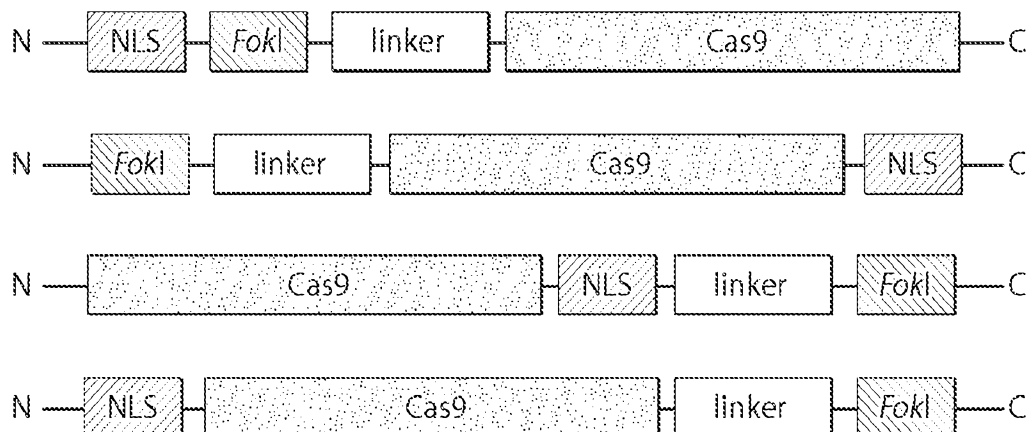 N NLS FokI linker Cas9 C
N FokI linker Cas9 NLS C
N Cas9 NLS linker FokI C
N NLS Cas9 linker FokI C